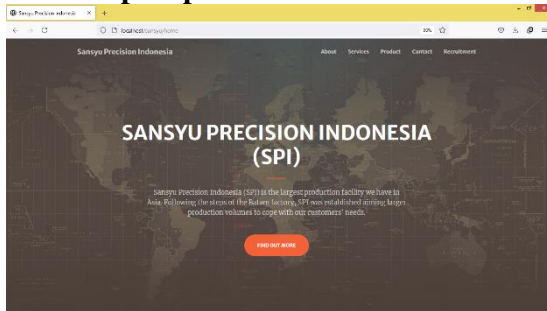 Sansyu Precision Indonesia
localhost/sansyu/home
Sansyu Precision Indonesia
About Services Product Contact Recruitment
SANSYU PRECISION INDONESIA
(SPI)
Sansyu Precision Indonesia (SPI) is the largest production facility we have in
Asia. Following the steps of the Bataen factory, SPI was established aiming larger
production volumes to cope with our customers' needs.
FIND OUT MORE